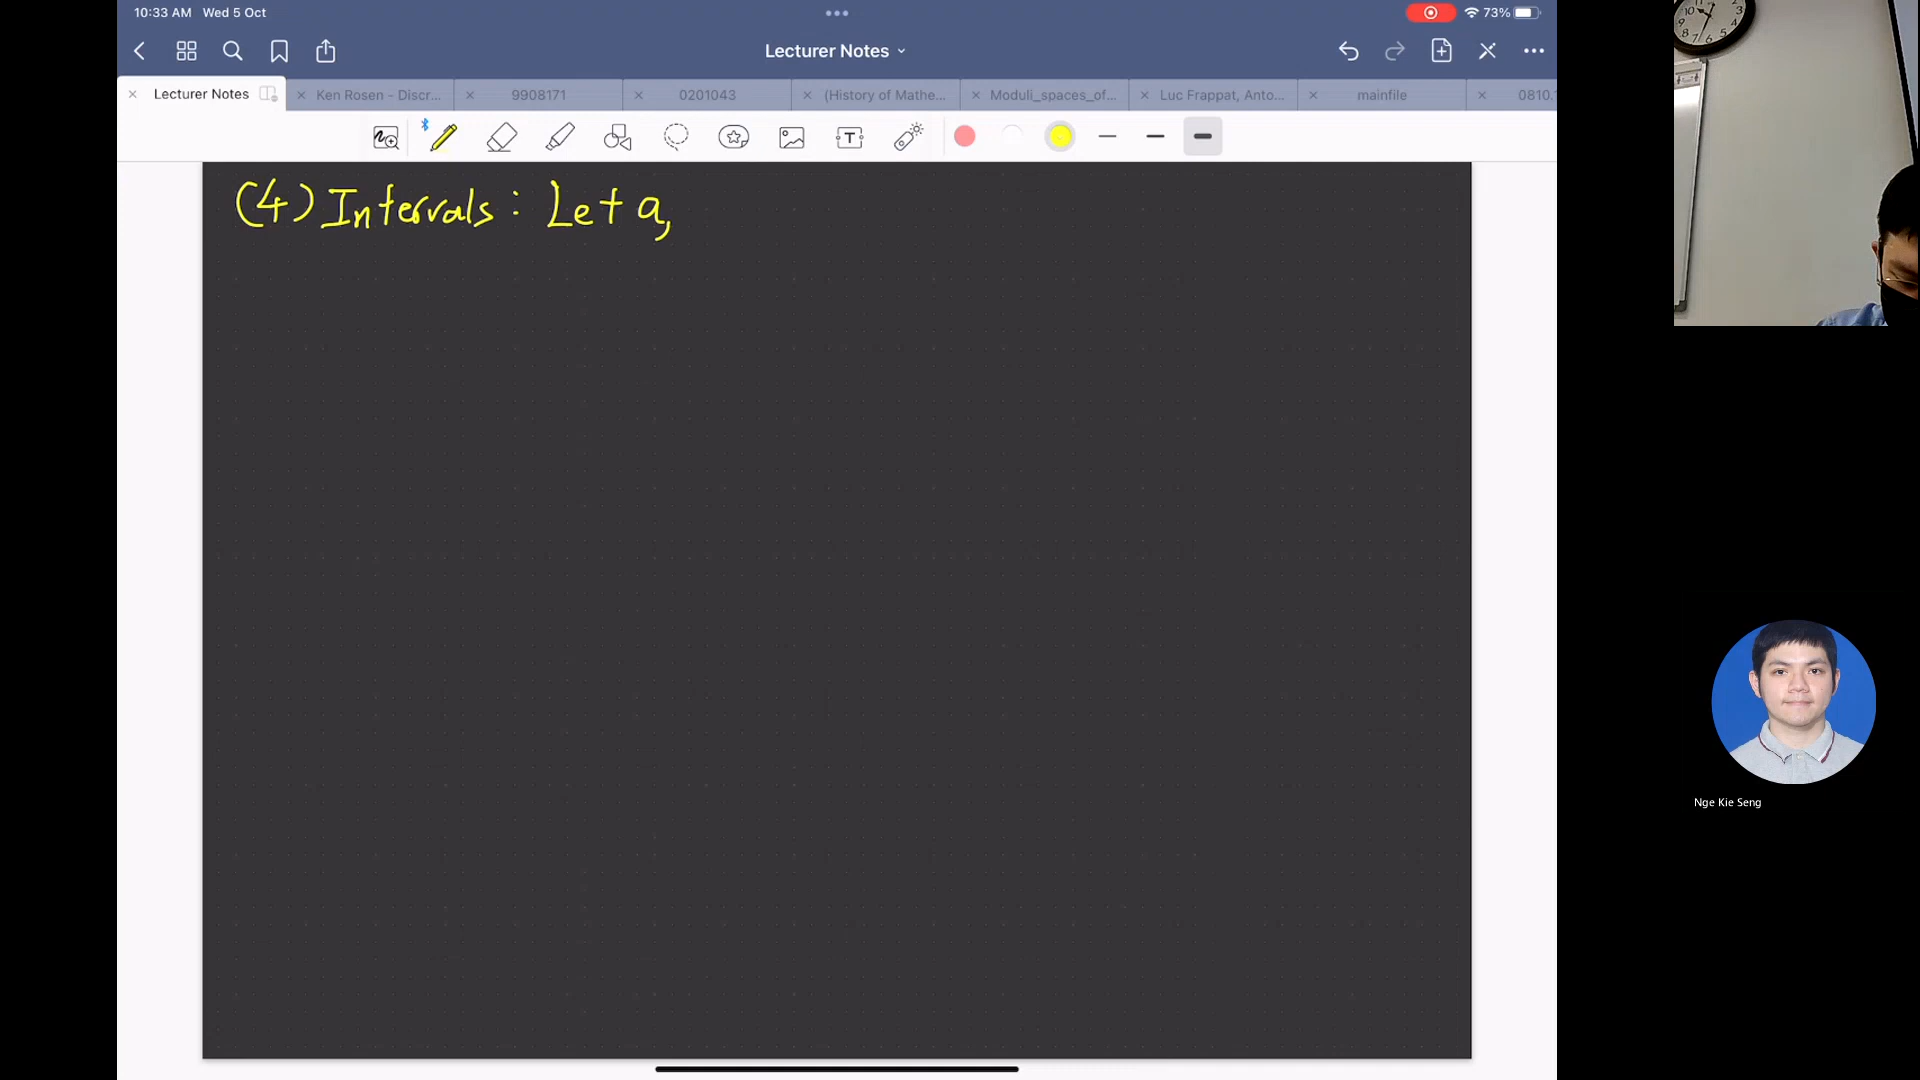 10:33 AM Wed 5 Oct
73%
Lecturer Notes
Lecturer Notes
Ken Rosen - Discr...
9908171
0201043
(History of Mathe...
Moduli_spaces_of...
Luc Frappat, Anto...
mainfile
0810.1
T
(4) Intervals : Let a,
Nge Kie Seng